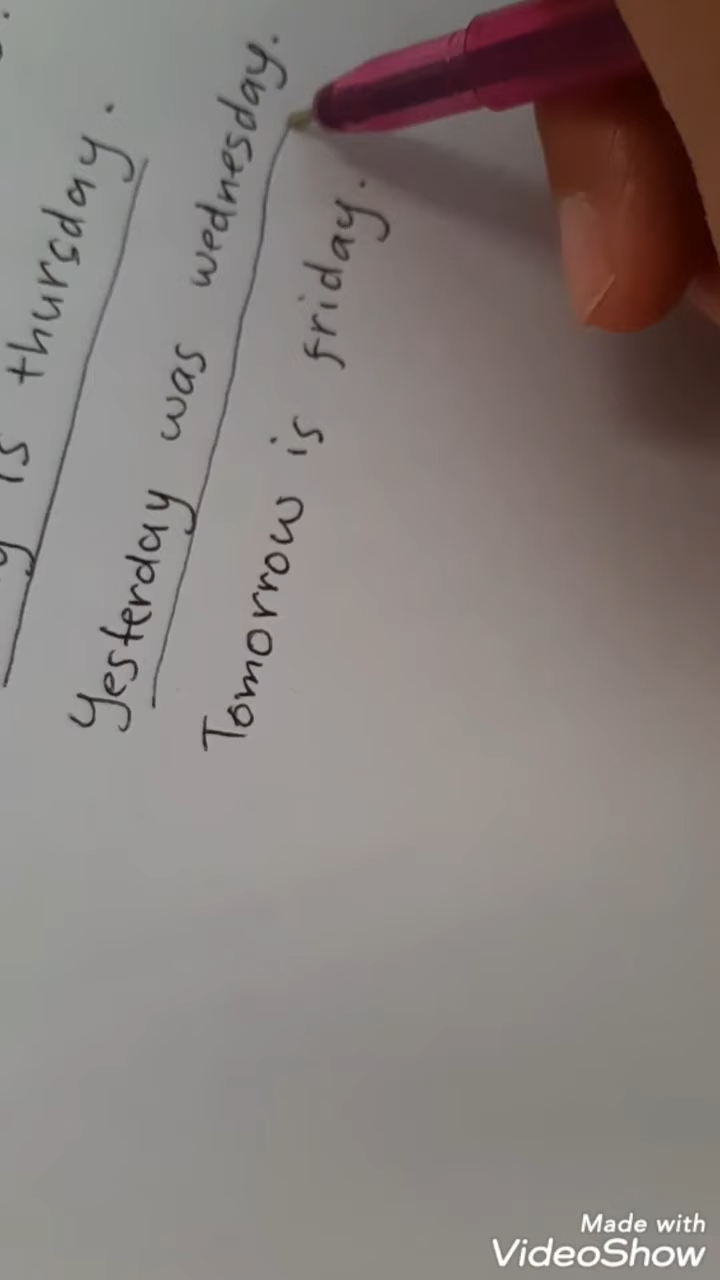 is thursday.
Yesterday was wednesday.
Tomorrow is friday.
Made with
VideoShow